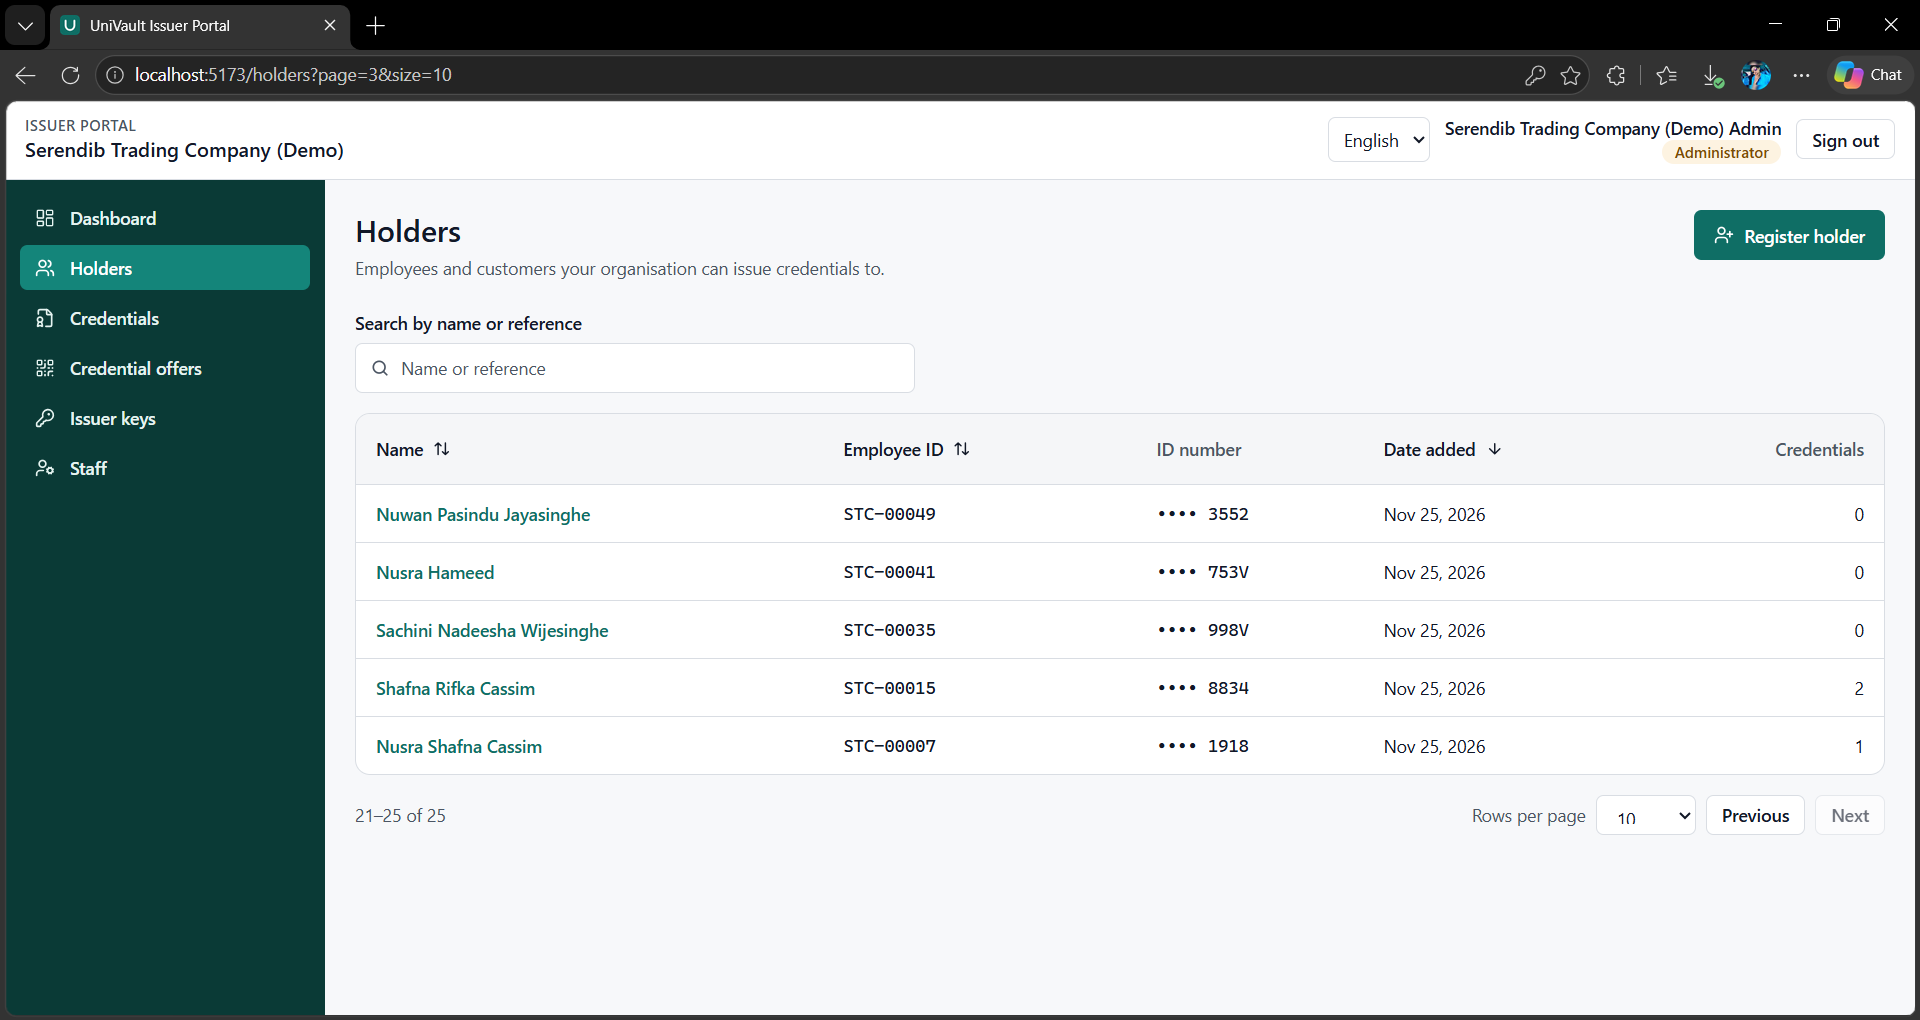 UniVault Issuer Portal
localhost:5173/holders?page=3&size=10
Chat
ISSUER PORTAL
Serendib Trading Company (Demo)
English
Serendib Trading Company (Demo) Admin
Administrator
Sign out
Dashboard
Holders
Credentials
Credential offers
Issuer keys
Staff
Holders
Employees and customers your organisation can issue credentials to.
Register holder
Search by name or reference
Name or reference
Name Employee ID ID number Date added Credentials
Nuwan Pasindu Jayasinghe STC-00049 •••• 3552 Nov 25, 2026 0
Nusra Hameed STC-00041 •••• 753V Nov 25, 2026 0
Sachini Nadeesha Wijesinghe STC-00035 •••• 998V Nov 25, 2026 0
Shafna Rifka Cassim STC-00015 •••• 8834 Nov 25, 2026 2
Nusra Shafna Cassim STC-00007 •••• 1918 Nov 25, 2026 1
21–25 of 25
Rows per page 10 Previous Next